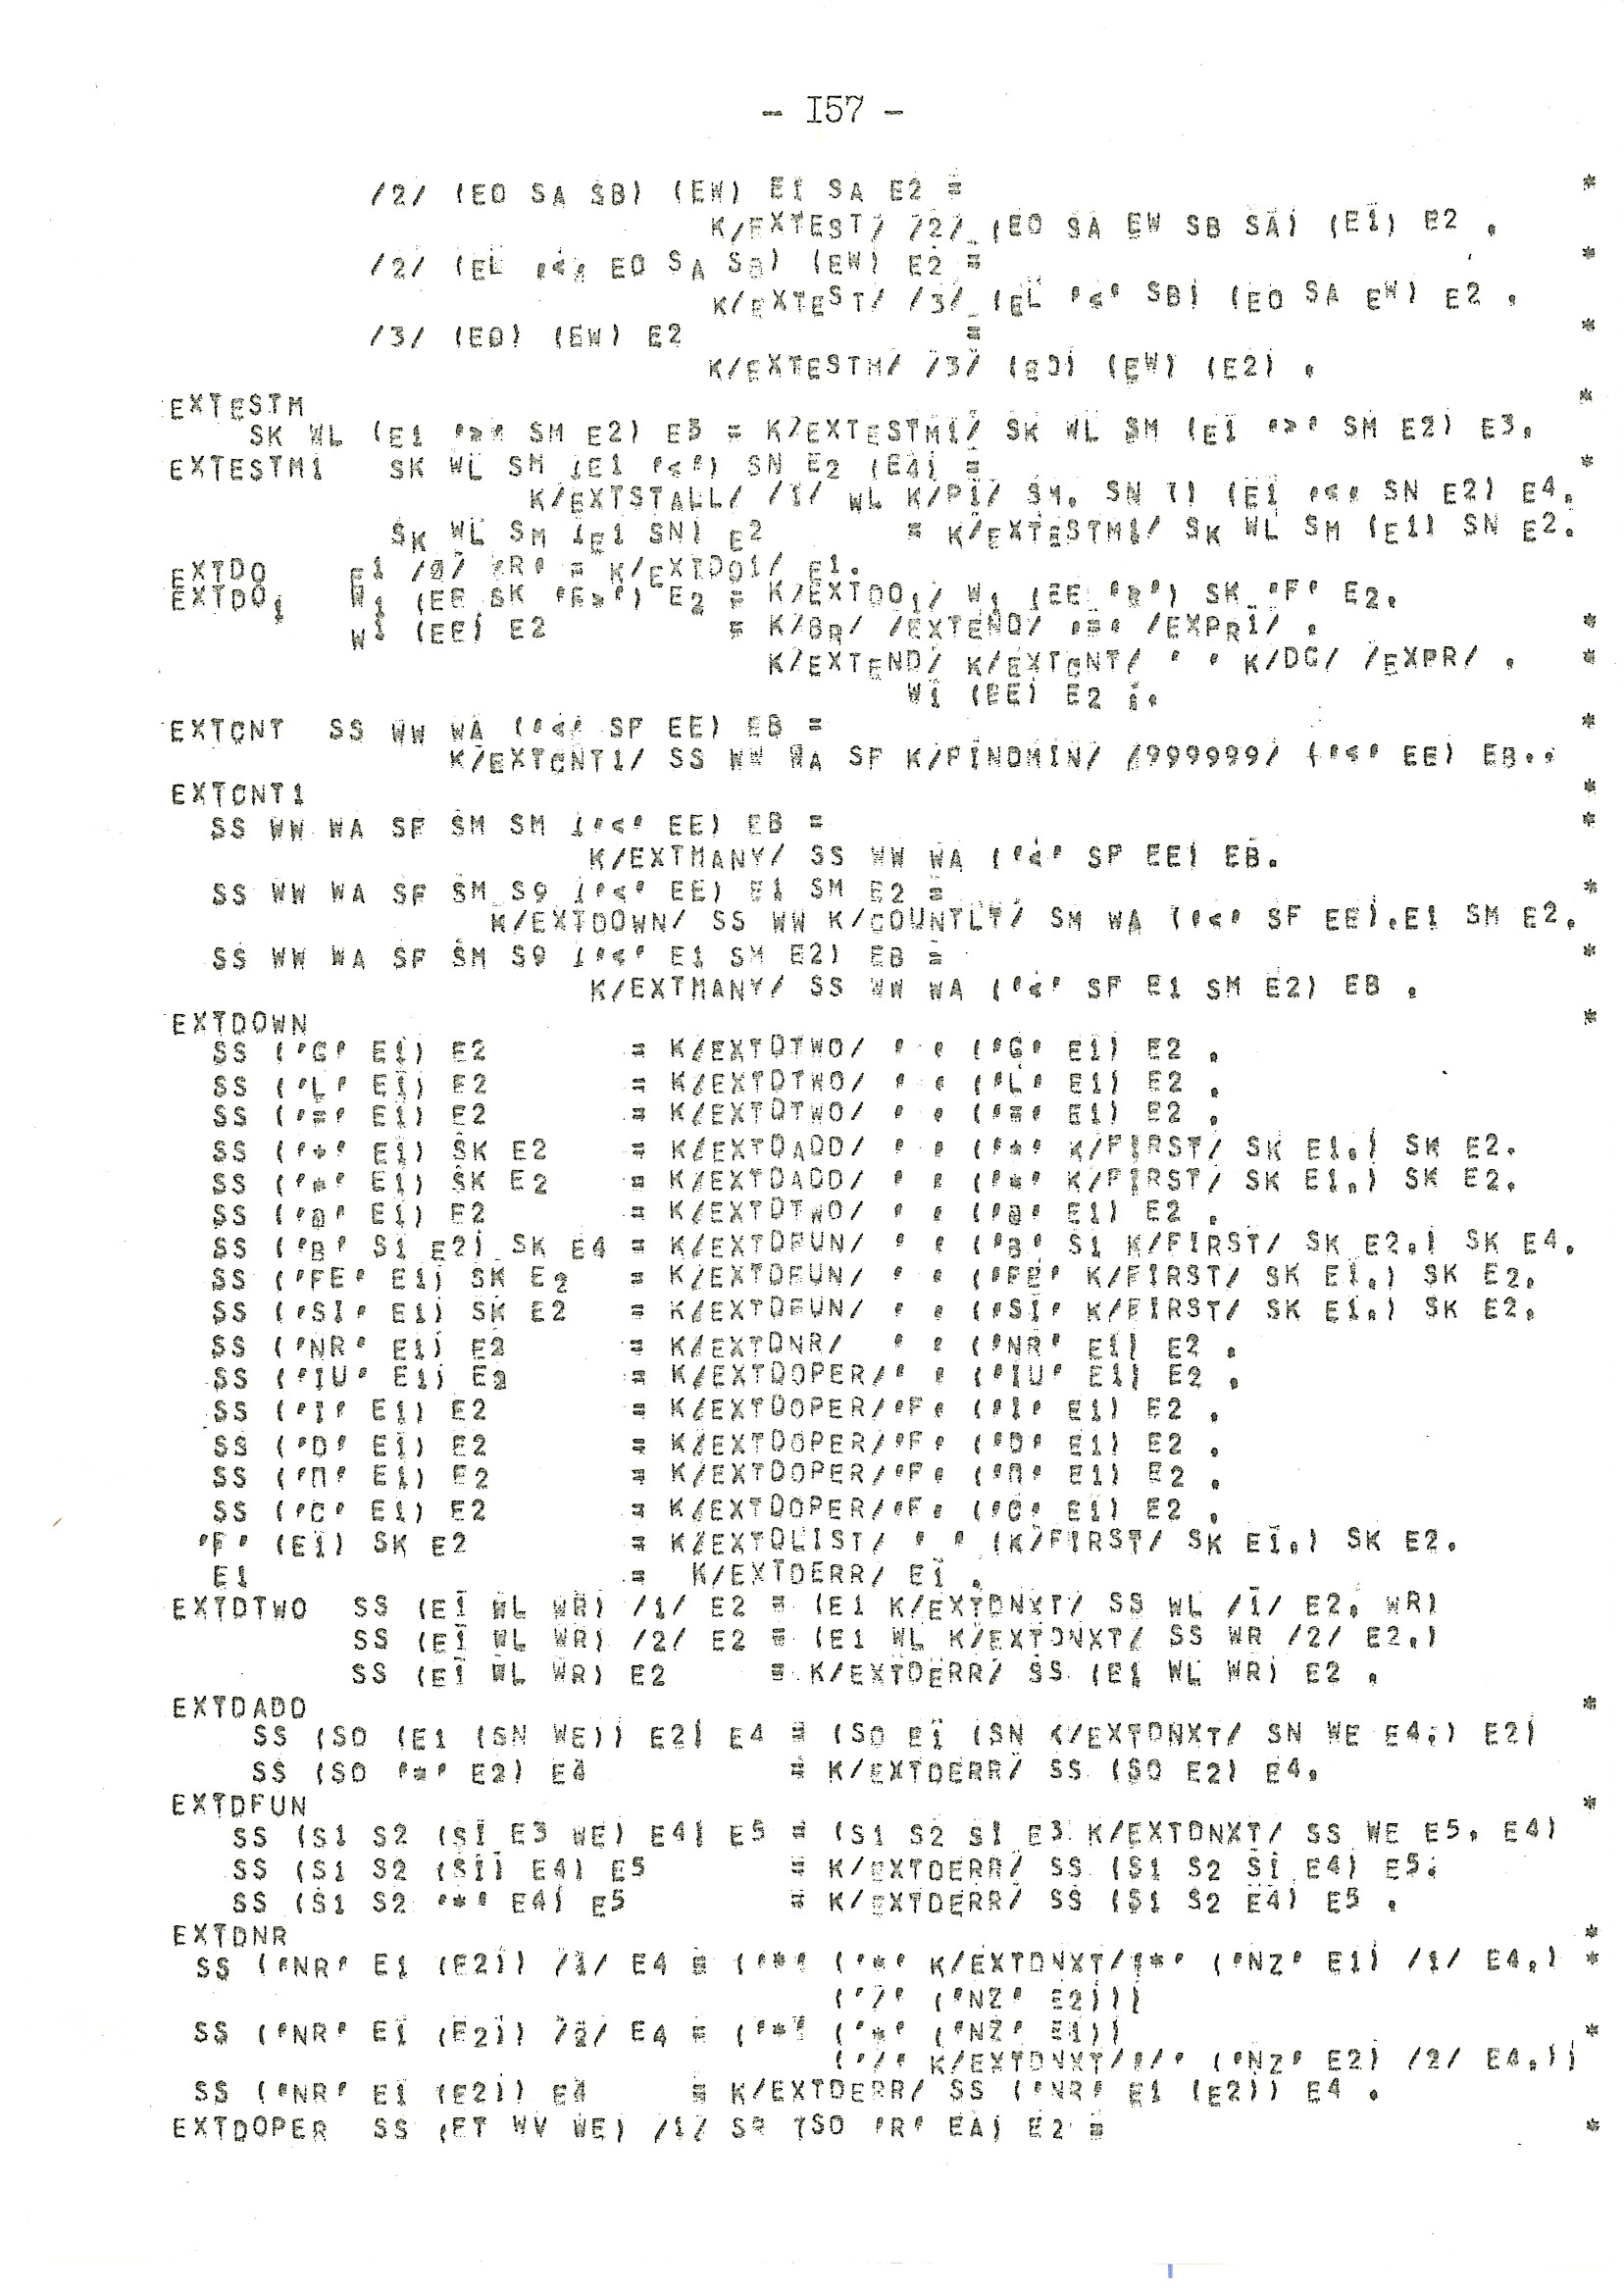 - I57 -
/2/ (EO SA SB) (EW) E1 SA E2 = *
K/EXTEST/ /2/ (EO SA EW SB SA) (E1) E2 .
/2/ (EL '<' EO SA SB) (EW) E2 = *
K/EXTEST/ /3/ (EL '<' SB) (EO SA EW) E2 .
/3/ (EO) (EW) E2 = *
K/EXTESTM/ /3/ (EO) (EW) (E2) .
EXTESTM *
SK WL (E1 '>' SM E2) E3 = K/EXTESTM1/ SK WL SM (E1 '>' SM E2) E3.
EXTESTM1 SK WL SM (E1 '<') SN E2 (E4) = *
K/EXTSTALL/ /1/ WL K/P1/ SM. SN () (E1 '<' SN E2) E4.
SK WL SM (E1 SN) E2 = K/EXTESTM1/ SK WL SM (E1) SN E2.
EXTDO E1 /0/ 'R' = K/EXTDO1/ E1.
EXTDO1 W1 (EE SK 'F>') E2 = K/EXTDO1/ W1 (EE '>') SK 'F' E2.
W1 (EE) E2 = K/BR/ /EXTEND/ '=' /EXPR1/ . *
K/EXTEND/ K/EXTCNT/ ' ' K/DG/ /EXPR/ . *
W1 (EE) E2 ..
EXTCNT SS WW WA ('<' SF EE) EB = *
K/EXTCNT1/ SS WW WA SF K/FINDMIN/ /999999/ ('<' EE) EB..
EXTCNT1 *
SS WW WA SF SM SM ('<' EE) EB = *
K/EXTMANY/ SS WW WA ('<' SF EE) EB.
SS WW WA SF SM S9 ('<' EE) E1 SM E2 = *
K/EXTDOWN/ SS WW K/COUNTLT/ SM WA ('<' SF EE).E1 SM E2.
SS WW WA SF SM S9 ('<' E1 SM E2) EB = *
K/EXTMANY/ SS WW WA ('<' SF E1 SM E2) EB .
EXTDOWN *
SS ('G' E1) E2 = K/EXTDTWO/ ' ' ('G' E1) E2 .
SS ('L' E1) E2 = K/EXTDTWO/ ' ' ('L' E1) E2 .
SS ('=' E1) E2 = K/EXTDTWO/ ' ' ('=' E1) E2 .
SS ('+' E1) SK E2 = K/EXTDADD/ ' ' ('+' K/FIRST/ SK E1.) SK E2.
SS ('*' E1) SK E2 = K/EXTDADD/ ' ' ('*' K/FIRST/ SK E1.) SK E2.
SS ('@' E1) E2 = K/EXTDTWO/ ' ' ('@' E1) E2 .
SS ('B' S1 E2) SK E4 = K/EXTDFUN/ ' ' ('B' S1 K/FIRST/ SK E2.) SK E4.
SS ('FE' E1) SK E2 = K/EXTDFUN/ ' ' ('FE' K/FIRST/ SK E1.) SK E2.
SS ('SI' E1) SK E2 = K/EXTDFUN/ ' ' ('SI' K/FIRST/ SK E1.) SK E2.
SS ('NR' E1) E2 = K/EXTDNR/ ' ' ('NR' E1) E2 .
SS ('IU' E1) E2 = K/EXTDOPER/' ' ('IU' E1) E2 .
SS ('I' E1) E2 = K/EXTDOPER/'F' ('I' E1) E2 .
SS ('D' E1) E2 = K/EXTDOPER/'F' ('D' E1) E2 .
SS ('П' E1) E2 = K/EXTDOPER/'F' ('П' E1) E2 .
SS ('C' E1) E2 = K/EXTDOPER/'F' ('C' E1) E2 .
'F' (E1) SK E2 = K/EXTDLIST/ ' ' (K/FIRST/ SK E1.) SK E2.
E1 = K/EXTDERR/ E1 .
EXTDTWO SS (E1 WL WR) /1/ E2 = (E1 K/EXTDNXT/ SS WL /1/ E2. WR)
SS (E1 WL WR) /2/ E2 = (E1 WL K/EXTDNXT/ SS WR /2/ E2.)
SS (E1 WL WR) E2 = K/EXTDERR/ SS (E1 WL WR) E2 .
EXTDADD *
SS (SO (E1 (SN WE)) E2) E4 = (SO E1 (SN K/EXTDNXT/ SN WE E4.) E2)
SS (SO '*' E2) E4 = K/EXTDERR/ SS (SO E2) E4.
EXTDFUN *
SS (S1 S2 (SI E3 WE) E4) E5 = (S1 S2 SI E3 K/EXTDNXT/ SS WE E5. E4)
SS (S1 S2 (SI) E4) E5 = K/EXTDERR/ SS (S1 S2 SI E4) E5.
SS (S1 S2 '*' E4) E5 = K/EXTDERR/ SS (S1 S2 E4) E5 .
EXTDNR *
SS ('NR' E1 (E2)) /1/ E4 = ('*' ('*' K/EXTDNXT/'*' ('NZ' E1) /1/ E4.) *
('/' ('NZ' E2)))
SS ('NR' E1 (E2)) /2/ E4 = ('*' ('*' ('NZ' E1)) *
('/' K/EXTDNXT/'/' ('NZ' E2) /2/ E4.))
SS ('NR' E1 (E2)) E4 = K/EXTDERR/ SS ('NR' E1 (E2)) E4 .
EXTDOPER SS (ET WV WE) /1/ SR (SO 'R' EA) E2 = *